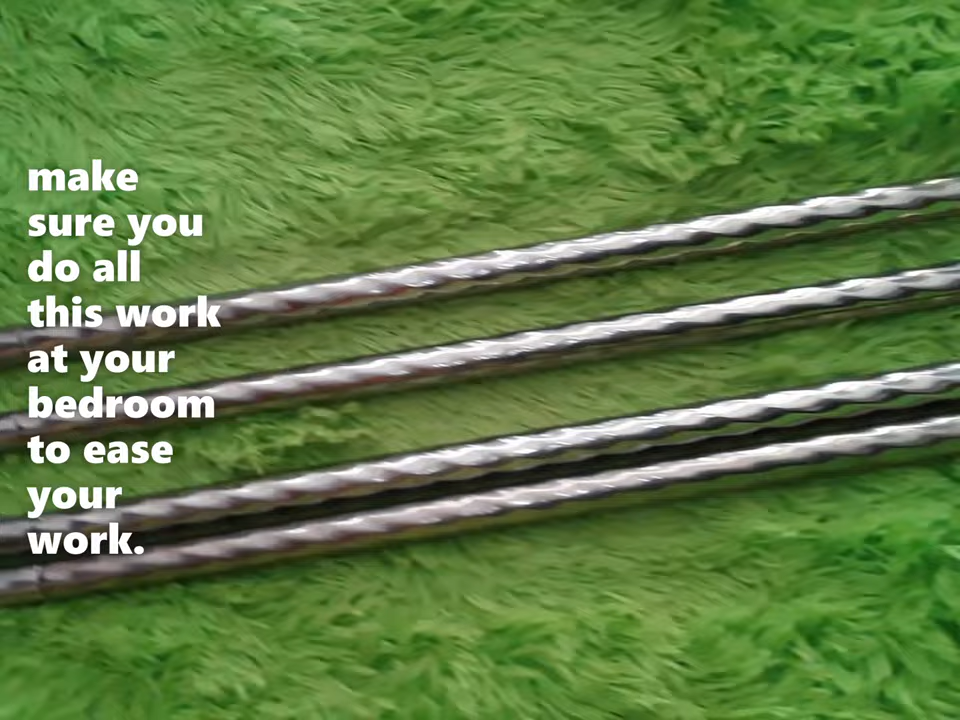 make
sure you
do all
this work
at your
bedroom
to ease
your
work.